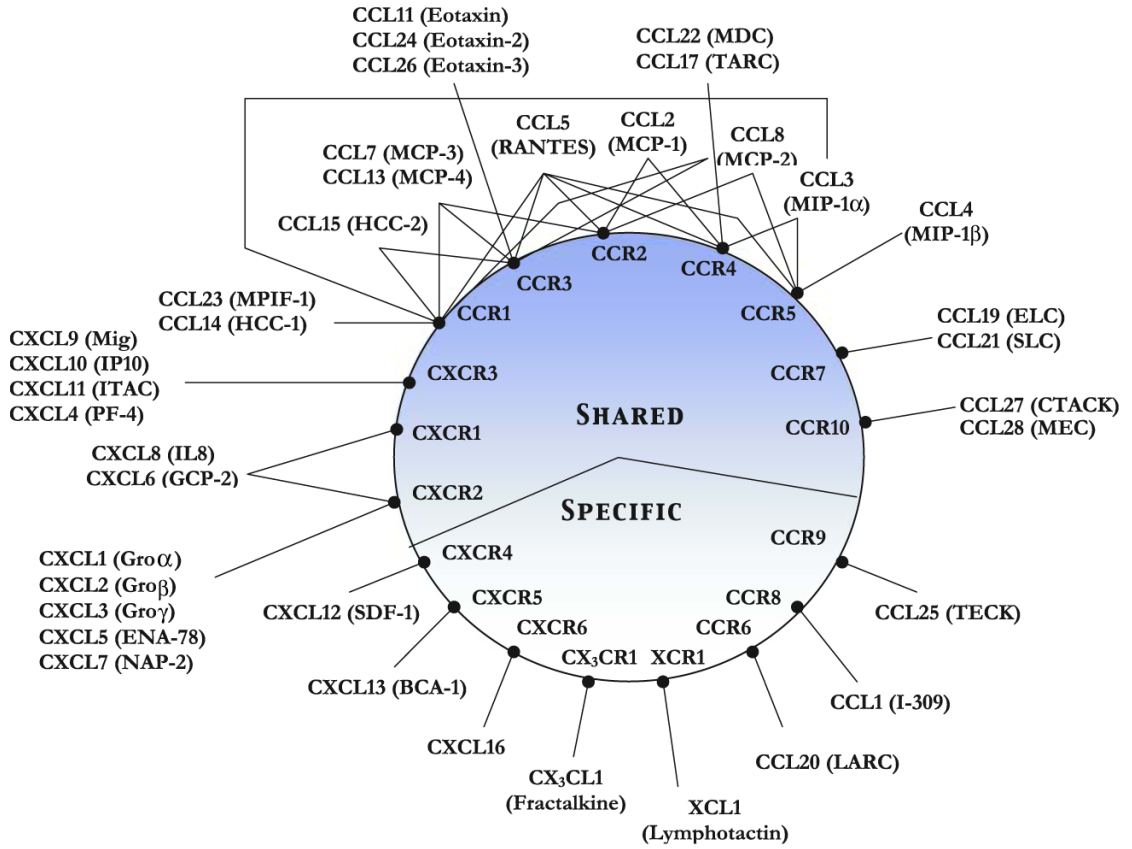 CCL11 (Eotaxin)
CCL24 (Eotaxin-2)
CCL26 (Eotaxin-3)
CCL22 (MDC)
CCL17 (TARC)
CCL5
(RANTES)
CCL2
(MCP-1)
CCL8
(MCP-2)
CCL7 (MCP-3)
CCL13 (MCP-4)
CCL3
(MIP-1α)
CCL15 (HCC-2)
CCL4
(MIP-1β)
CCR2
CCR4
CCR3
CCR1
CCR5
CCL23 (MPIF-1)
CCL14 (HCC-1)
CCL19 (ELC)
CCL21 (SLC)
CXCL9 (Mig)
CXCL10 (IP10)
CXCL11 (ITAC)
CXCL4 (PF-4)
CXCR3
CCR7
CCL27 (CTACK)
CCL28 (MEC)
SHARED
CXCR1
CCR10
CXCL8 (IL8)
CXCL6 (GCP-2)
CXCR2
SPECIFIC
CCR9
CXCL1 (Groα)
CXCL2 (Groβ)
CXCL3 (Groγ)
CXCL5 (ENA-78)
CXCL7 (NAP-2)
CXCR4
CXCL12 (SDF-1)
CXCR5
CCR8
CCL25 (TECK)
CXCR6
CCR6
CX₃CR1
XCR1
CXCL13 (BCA-1)
CCL1 (I-309)
CXCL16
CCL20 (LARC)
CX₃CL1
(Fractalkine)
XCL1
(Lymphotactin)